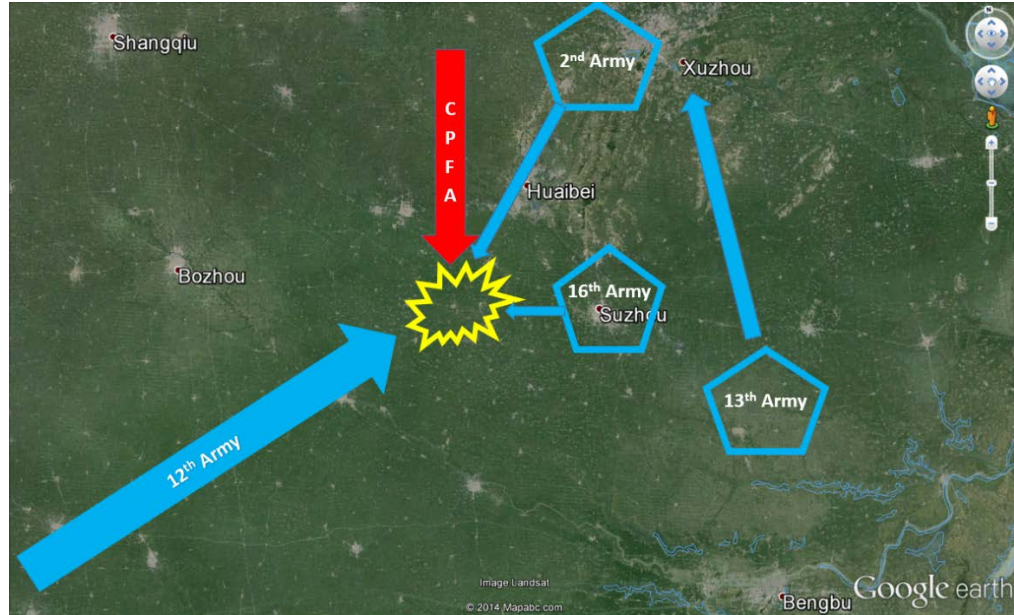 N
Shangqiu
2nd Army
Xuzhou
C
P
F
A
Huaibei
Bozhou
16th Army
Suzhou
13th Army
12th Army
Image Landsat
© 2014 Mapabc.com
Google earth
Bengbu